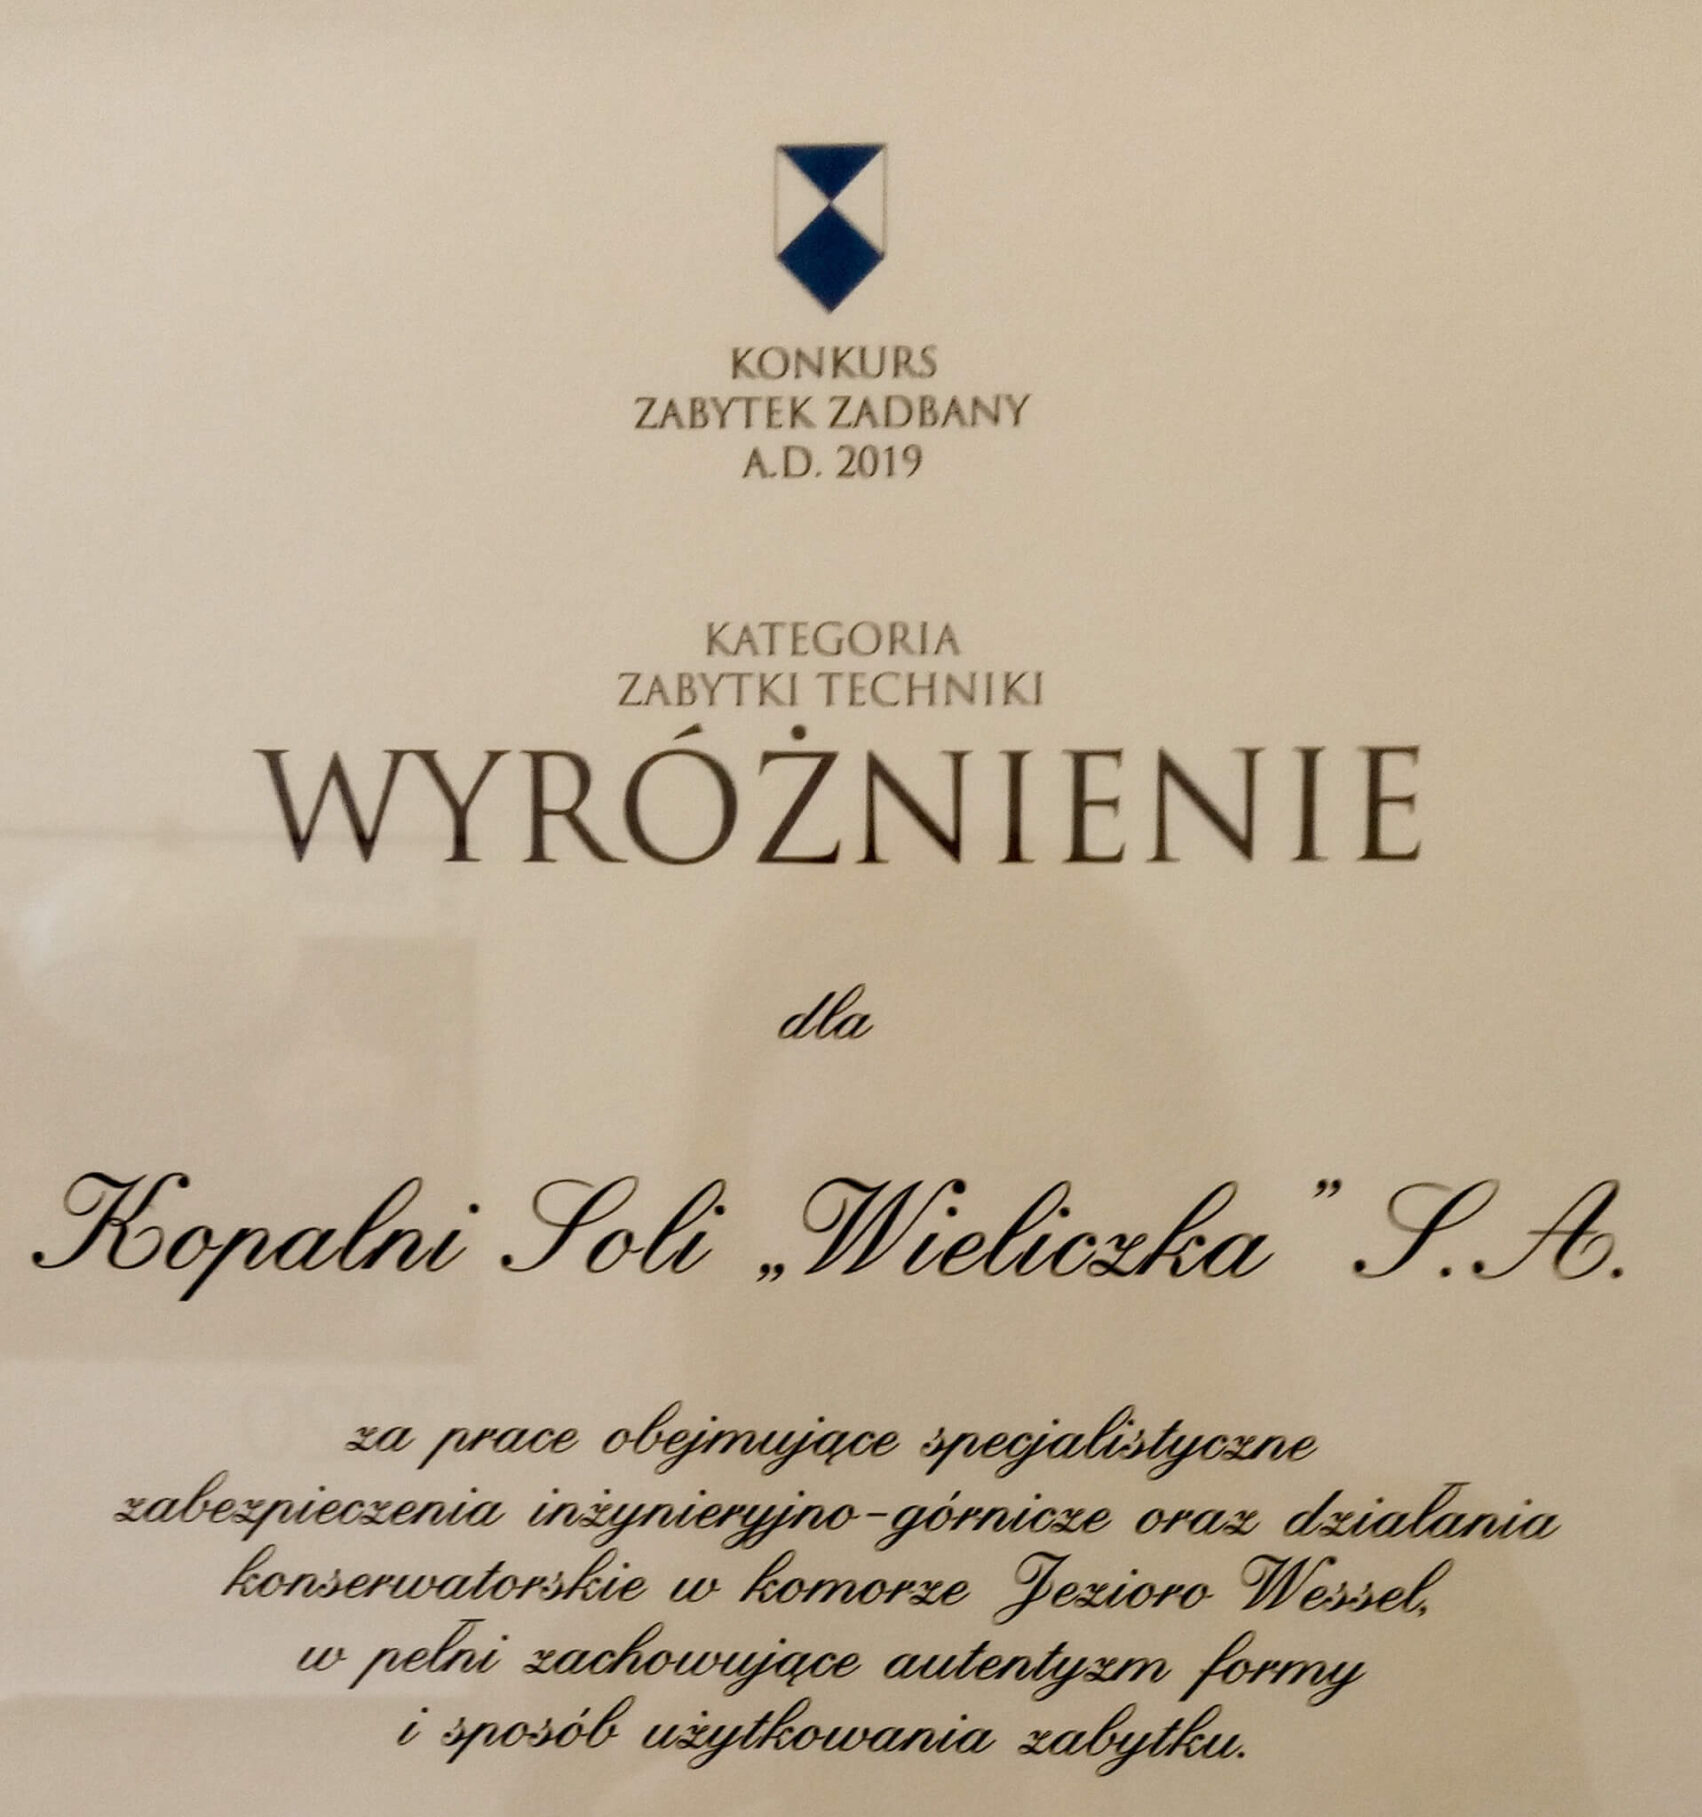 KONKURS
ZABYTEK ZADBANY
A.D. 2019
KATEGORIA
ZABYTKI TECHNIKI
WYRÓŻNIENIE
dla
Kopalni Soli „Wieliczka” S.A.
za prace obejmujące specjalistyczne
zabezpieczenia inżynieryjno-górnicze oraz działania
konserwatorskie w komorze Jezioro Wessel,
w pełni zachowujące autentyzm formy
i sposób użytkowania zabytku.